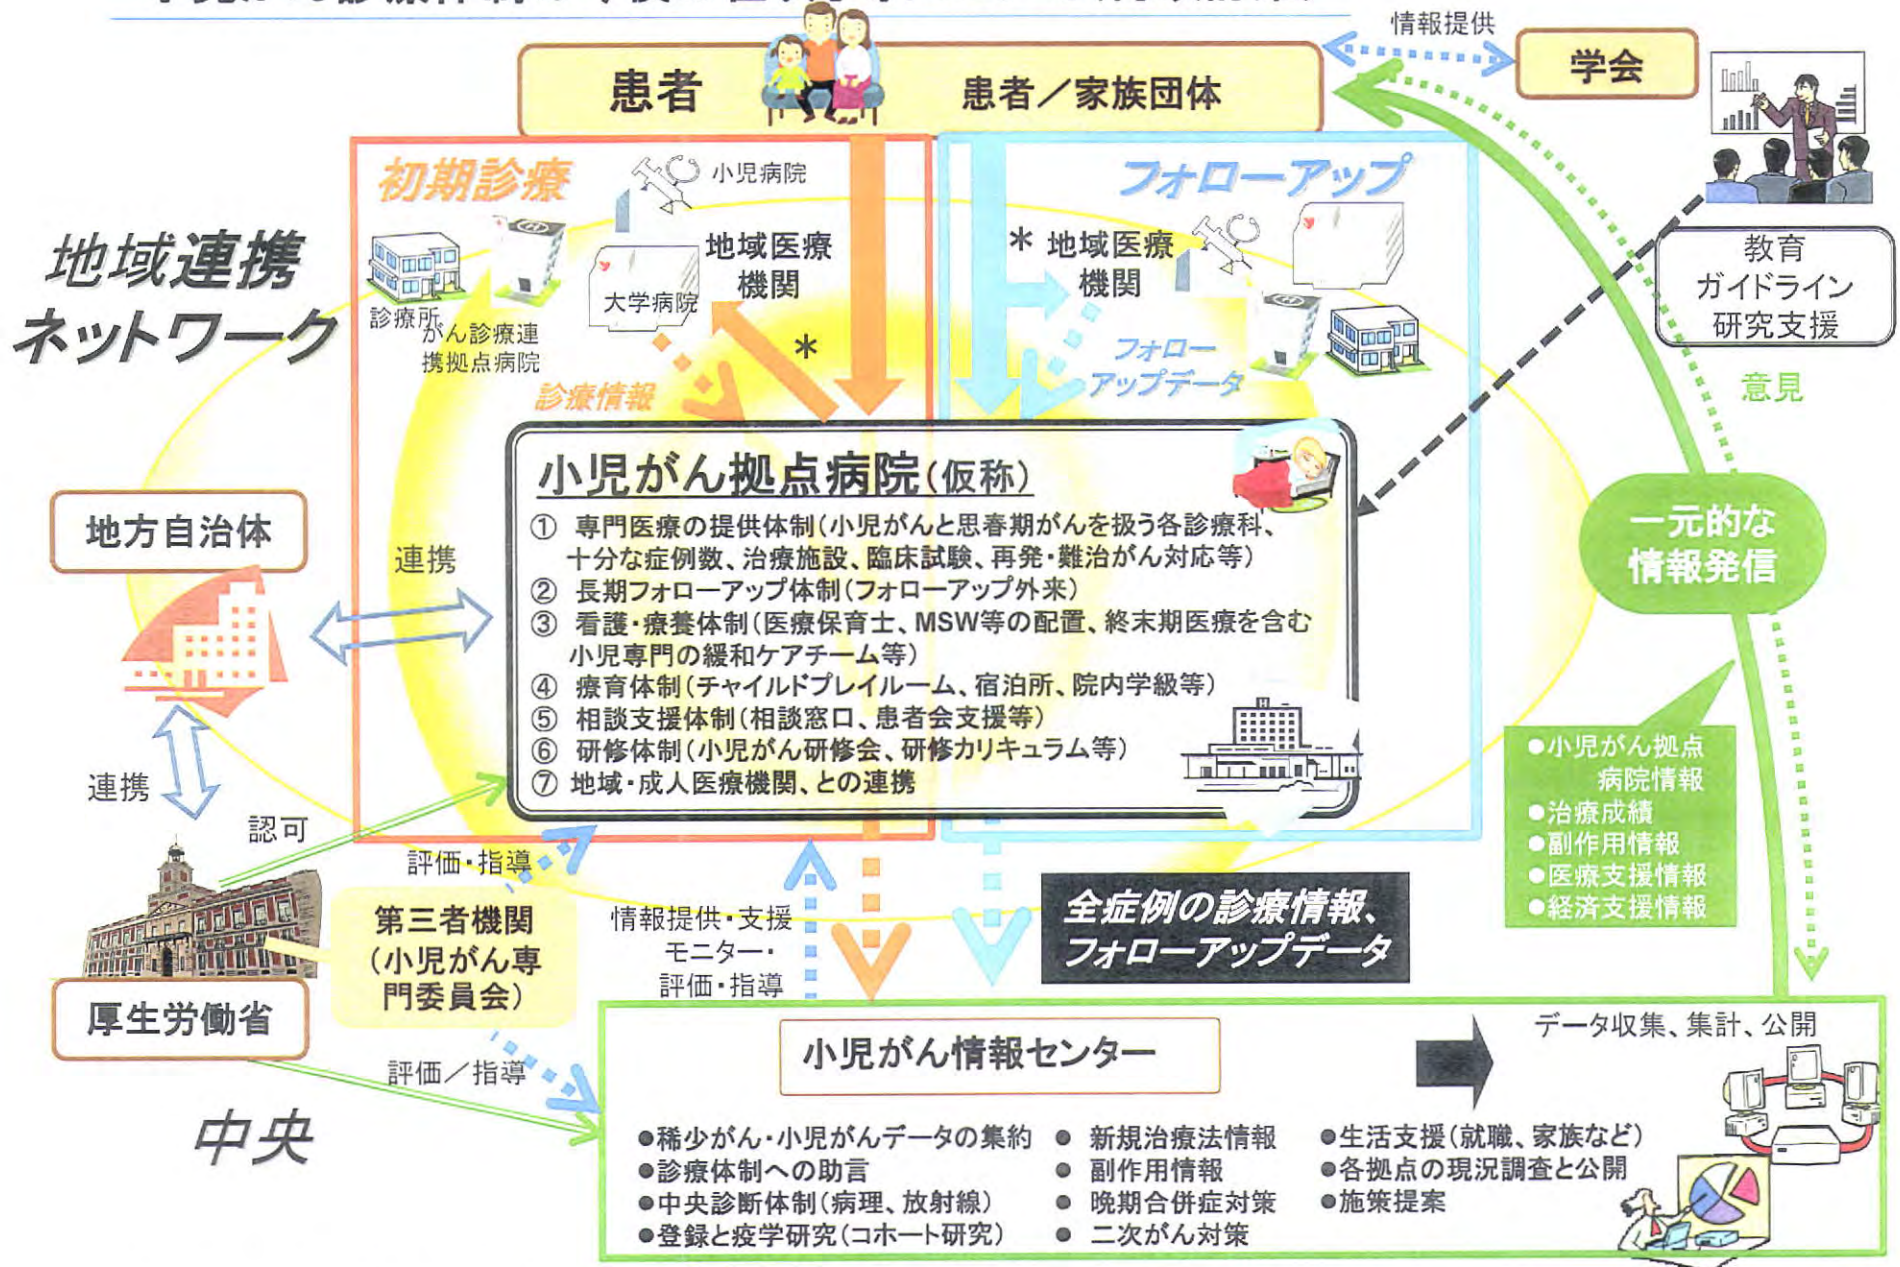 情報提供
学会
患者
患者／家族団体
初期診療
小児病院
フォローアップ
地域連携
ネットワーク
地域医療
機関
＊ 地域医療
機関
教育
ガイドライン
研究支援
大学病院
診療所
がん診療連
携拠点病院
＊
フォロー
アップデータ
診療情報
意見
小児がん拠点病院(仮称)
① 専門医療の提供体制(小児がんと思春期がんを扱う各診療科、
十分な症例数、治療施設、臨床試験、再発・難治がん対応等)
② 長期フォローアップ体制(フォローアップ外来)
③ 看護・療養体制(医療保育士、MSW等の配置、終末期医療を含む
小児専門の緩和ケアチーム等)
④ 療育体制(チャイルドプレイルーム、宿泊所、院内学級等)
⑤ 相談支援体制(相談窓口、患者会支援等)
⑥ 研修体制(小児がん研修会、研修カリキュラム等)
⑦ 地域・成人医療機関、との連携
地方自治体
連携
一元的な
情報発信
連携
認可
評価・指導
●小児がん拠点
病院情報
●治療成績
●副作用情報
●医療支援情報
●経済支援情報
第三者機関
(小児がん専
門委員会)
情報提供・支援
モニター・
評価・指導
全症例の診療情報、
フォローアップデータ
厚生労働省
評価／指導
中央
小児がん情報センター
データ収集、集計、公開
●稀少がん・小児がんデータの集約
●診療体制への助言
●中央診断体制(病理、放射線)
●登録と疫学研究(コホート研究)
● 新規治療法情報
● 副作用情報
● 晩期合併症対策
● 二次がん対策
●生活支援(就職、家族など)
●各拠点の現況調査と公開
●施策提案